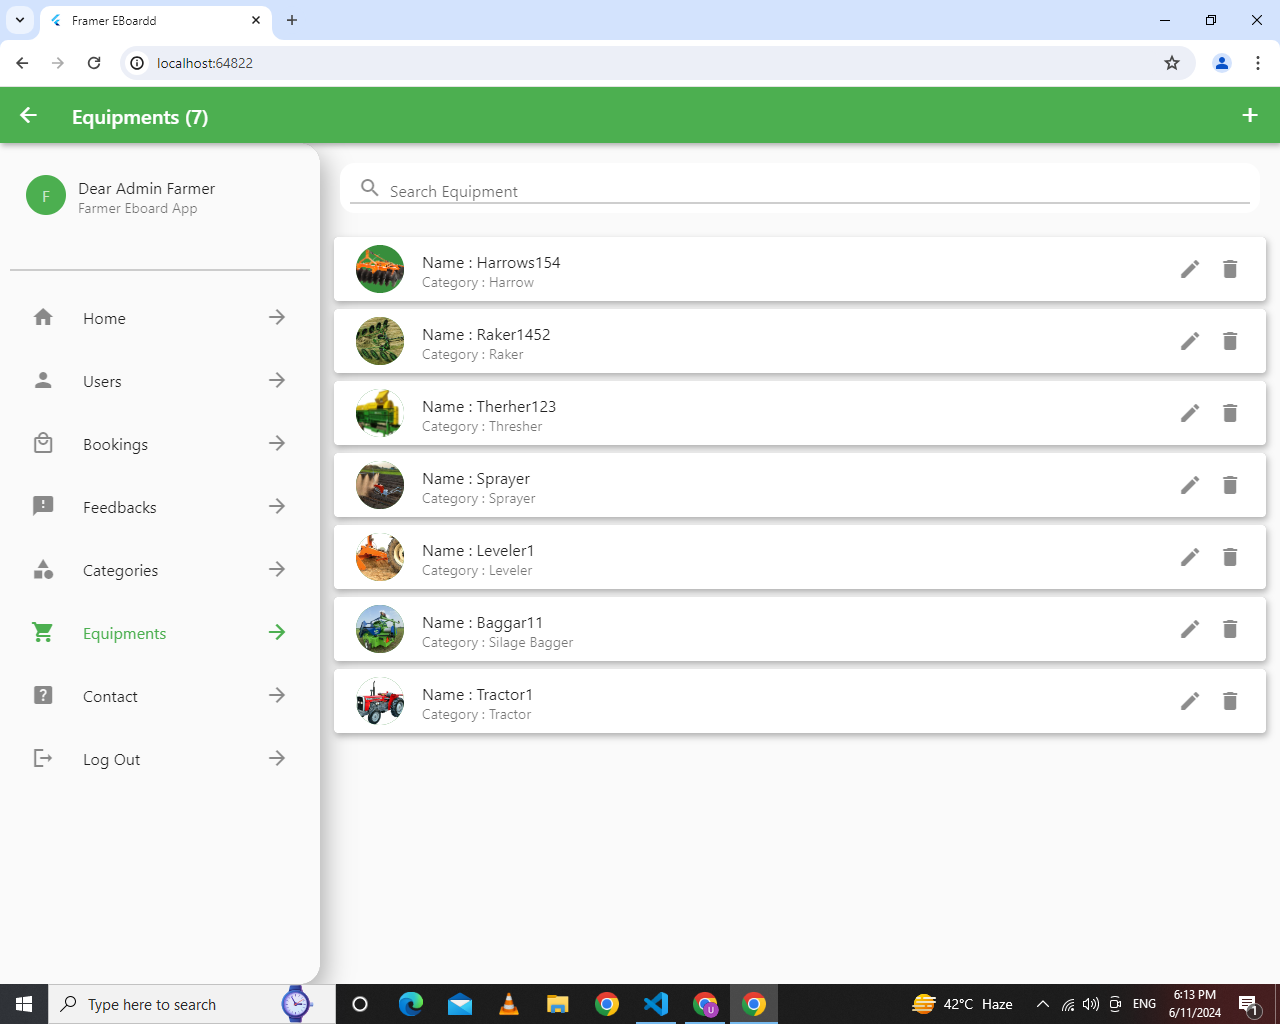 Framer EBoardd
localhost:64822
Equipments (7)
F
Dear Admin Farmer
Farmer Eboard App
Home
Users
Bookings
Feedbacks
Categories
Equipments
Contact
Log Out
Search Equipment
Name : Harrows154
Category : Harrow
Name : Raker1452
Category : Raker
Name : Therher123
Category : Thresher
Name : Sprayer
Category : Sprayer
Name : Leveler1
Category : Leveler
Name : Baggar11
Category : Silage Bagger
Name : Tractor1
Category : Tractor
Type here to search
U
42°C Haze
ENG
6:13 PM
6/11/2024
1